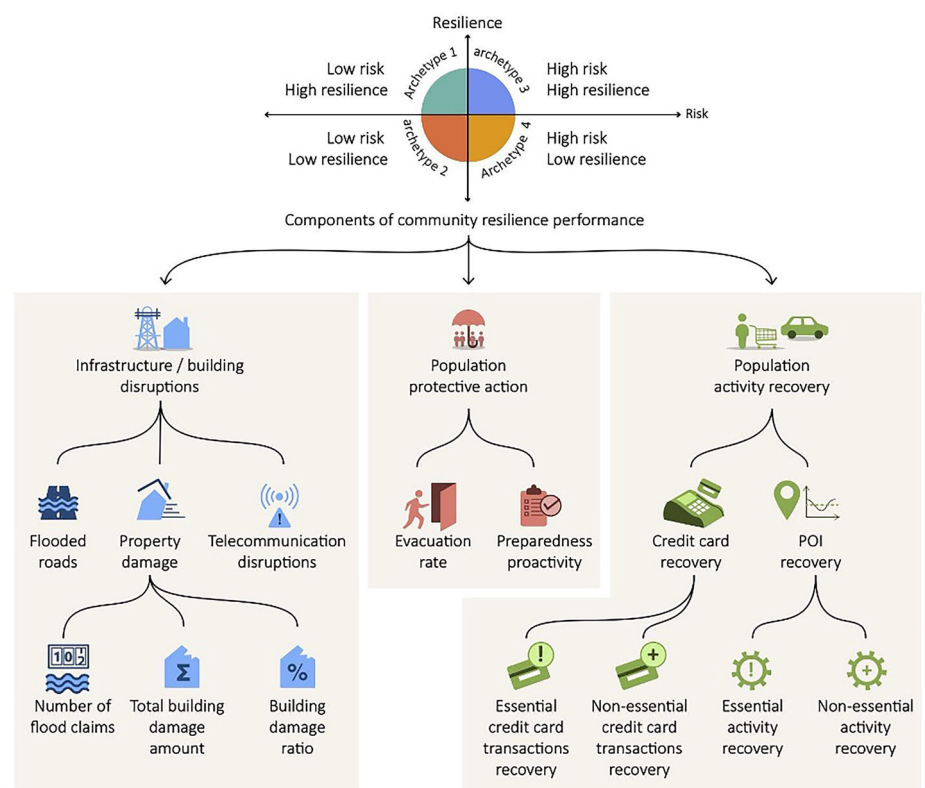 Resilience
Archetype 1
archetype 3
Low risk
High resilience
High risk
High resilience
Risk
Low risk
Low resilience
archetype 2
Archetype 4
High risk
Low resilience
Components of community resilience performance
Infrastructure / building
disruptions
Population
protective action
Population
activity recovery
Flooded
roads
Property
damage
Telecommunication
disruptions
Evacuation
rate
Preparedness
proactivity
Credit card
recovery
POI
recovery
Number of
flood claims
Total building
damage
amount
Building
damage
ratio
Essential
credit card
transactions
recovery
Non-essential
credit card
transactions
recovery
Essential
activity
recovery
Non-essential
activity
recovery